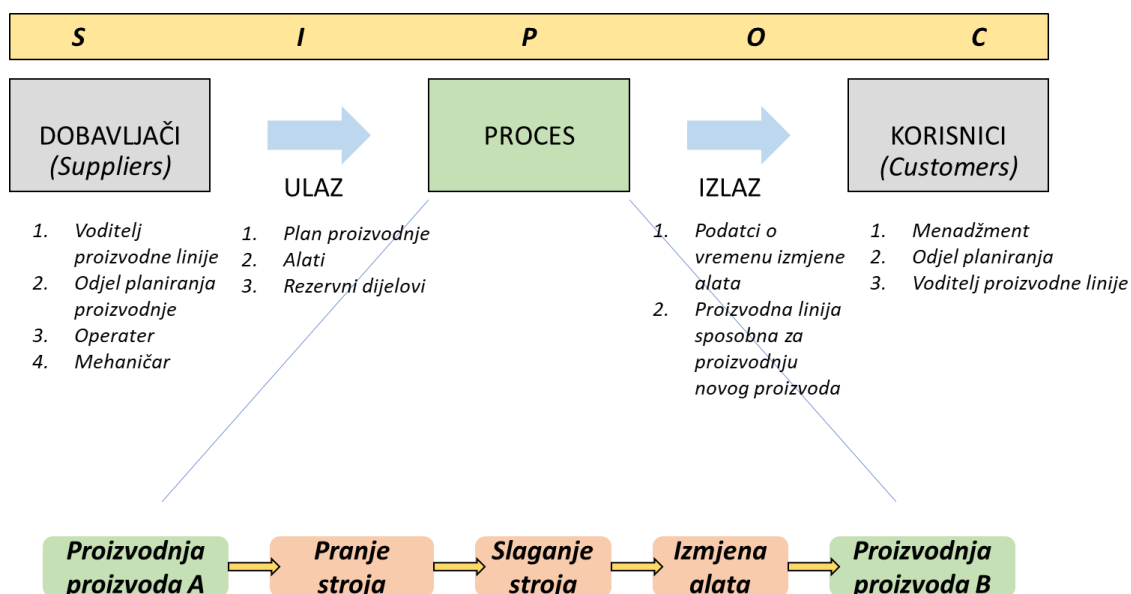 S I P O C
DOBAVLJAČI
(Suppliers)
ULAZ
PROCES
IZLAZ
KORISNICI
(Customers)
1. Voditelj
proizvodne linije
2. Odjel planiranja
proizvodnje
3. Operater
4. Mehaničar
1. Plan proizvodnje
2. Alati
3. Rezervni dijelovi
1. Podatci o
vremenu izmjene
alata
2. Proizvodna linija
sposobna za
proizvodnju
novog proizvoda
1. Menadžment
2. Odjel planiranja
3. Voditelj proizvodne linije
Proizvodnja
proizvoda A
Pranje
stroja
Slaganje
stroja
Izmjena
alata
Proizvodnja
proizvoda B